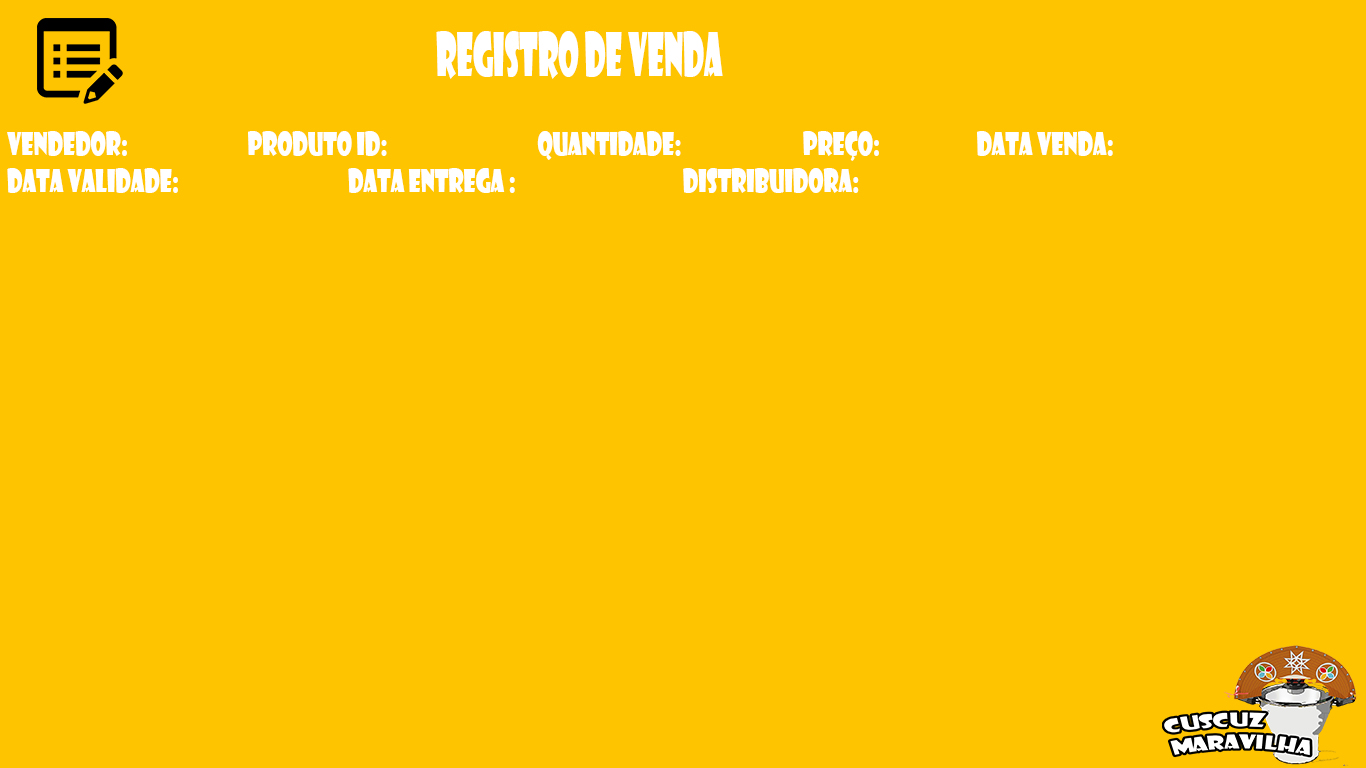 REGISTRO DE VENDA
VENDEDOR: PRODUTO ID: QUANTIDADE: PREÇO: DATA VENDA:
DATA VALIDADE: DATA ENTREGA : DISTRIBUIDORA:
CUSCUZ
MARAVILHA